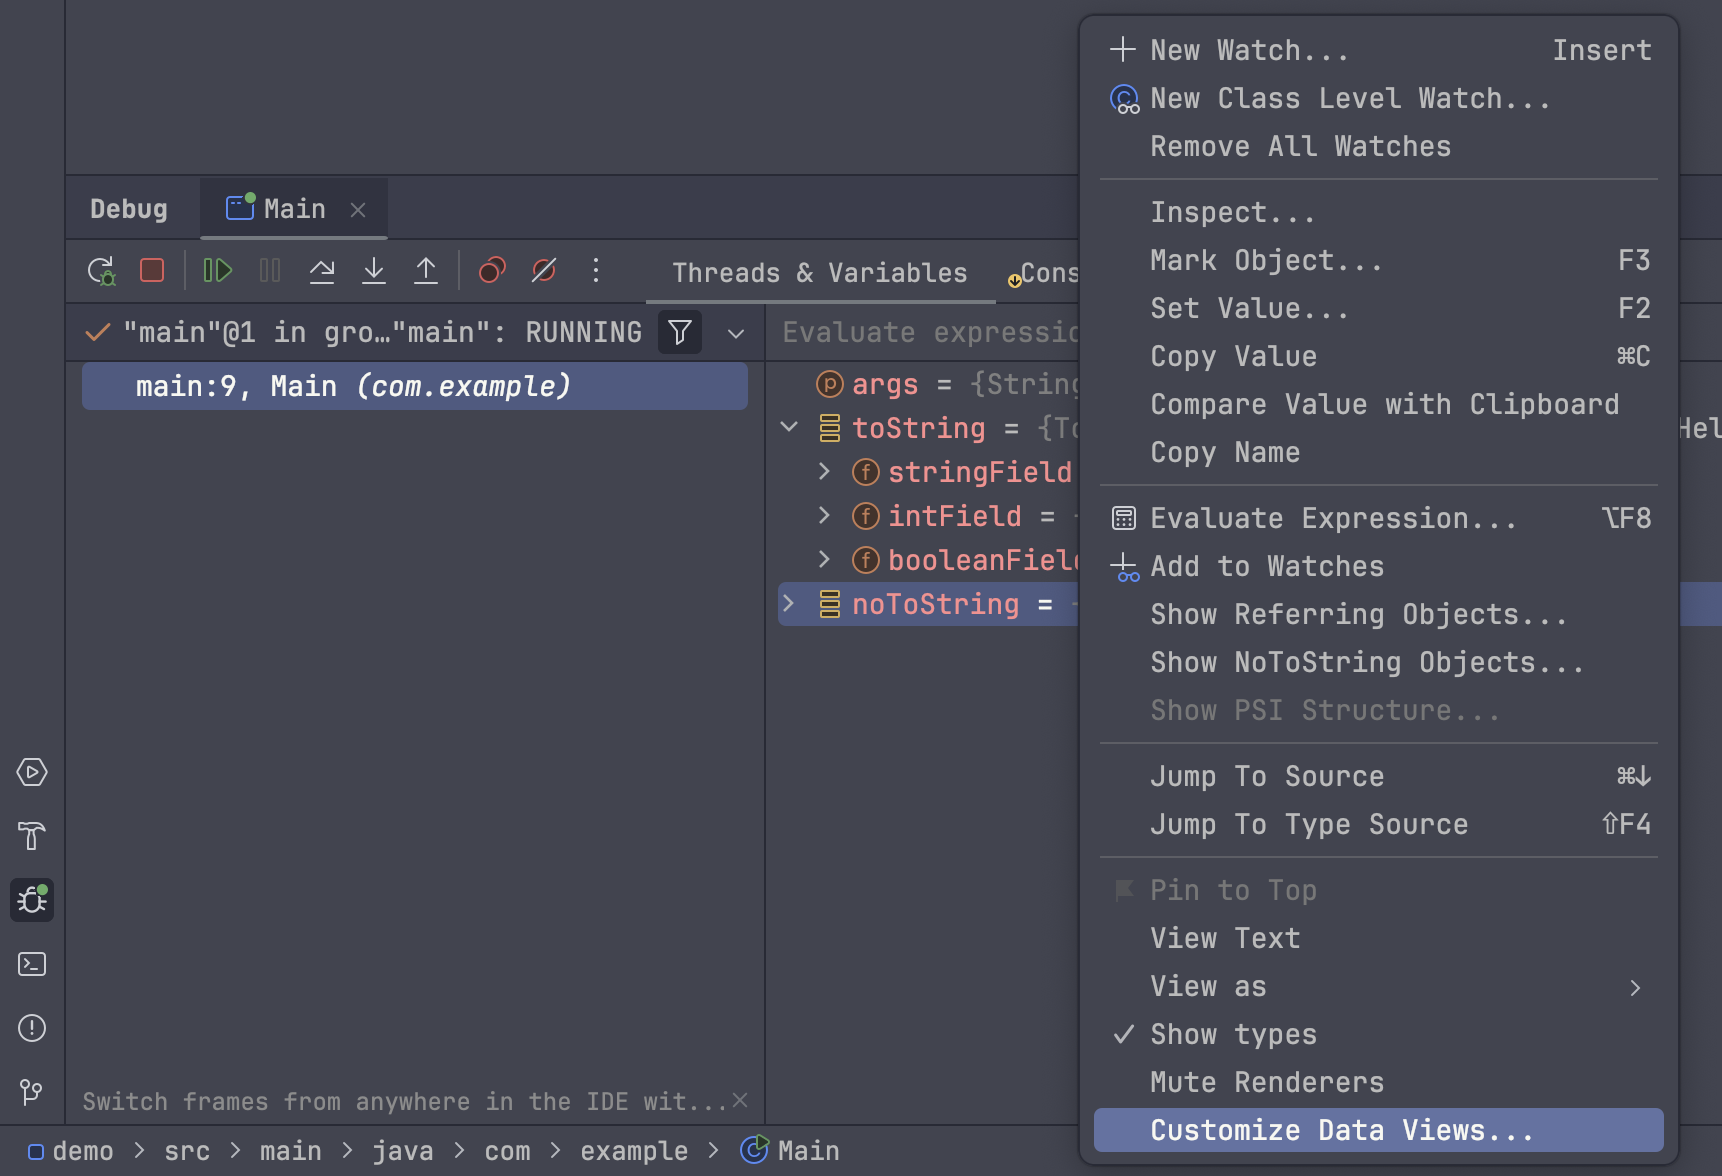 Debug
Main
Threads & Variables
Cons
"main"@1 in gro…"main": RUNNING
main:9, Main (com.example)
Switch frames from anywhere in the IDE wit...
Evaluate expressio
args = {String
toString = {To
Hel
stringField
intField =
booleanField
noToString =
New Watch... Insert
New Class Level Watch...
Remove All Watches
Inspect...
Mark Object... F3
Set Value... F2
Copy Value ⌘C
Compare Value with Clipboard
Copy Name
Evaluate Expression... ⌥F8
Add to Watches
Show Referring Objects...
Show NoToString Objects...
Show PSI Structure...
Jump To Source ⌘↓
Jump To Type Source ⇧F4
Pin to Top
View Text
View as
Show types
Mute Renderers
Customize Data Views...
demo > src > main > java > com > example > Main